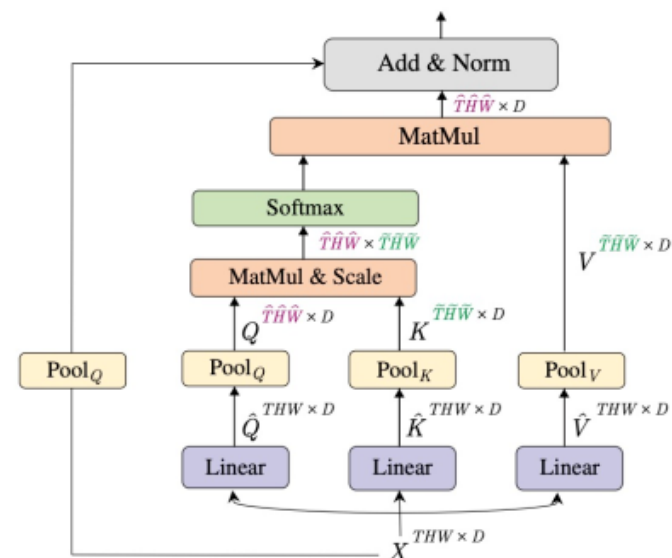 Add & Norm
T̂ĤŴ × D
MatMul
Softmax
T̂ĤŴ × T̃H̃W̃
V T̃H̃W̃ × D
MatMul & Scale
Q T̂ĤŴ × D
K T̃H̃W̃ × D
Pool_Q
Pool_Q
Pool_K
Pool_V
Q̂ THW × D
K̂ THW × D
V̂ THW × D
Linear
Linear
Linear
X THW × D